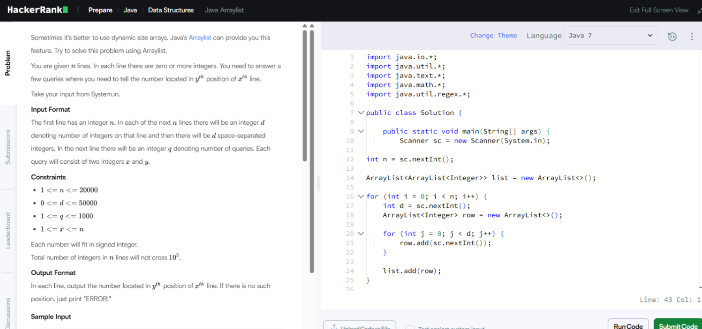 HackerRank Prepare Java Data Structures Java Arraylist Exit Full Screen View
Problem
Submissions
Leaderboard
Discussions
Sometimes it's better to use dynamic size arrays. Java's Arraylist can provide you this
feature. Try to solve this problem using Arraylist.
You are given n lines. In each line there are zero or more integers. You need to answer a
few queries where you need to tell the number located in yth position of xth line.
Take your input from System.in.
Input Format
The first line has an integer n. In each of the next n lines there will be an integer d
denoting number of integers on that line and then there will be d space-separated
integers. In the next line there will be an integer q denoting number of queries. Each
query will consist of two integers x and y.
Constraints
• 1 <= n <= 20000
• 0 <= d <= 50000
• 1 <= q <= 1000
• 1 <= x <= n
Each number will fit in signed integer.
Total number of integers in n lines will not cross 10^5.
Output Format
In each line, output the number located in yth position of xth line. If there is no such
position, just print "ERROR!"
Sample Input
Change Theme Language Java 7
1 import java.io.*;
2 import java.util.*;
3 import java.text.*;
4 import java.math.*;
5 import java.util.regex.*;
6
7 public class Solution {
8
9 public static void main(String[] args) {
10 Scanner sc = new Scanner(System.in);
11
12 int n = sc.nextInt();
13
14 ArrayList<ArrayList<Integer>> list = new ArrayList<>();
15
16 for (int i = 0; i < n; i++) {
17 int d = sc.nextInt();
18 ArrayList<Integer> row = new ArrayList<>();
19
20 for (int j = 0; j < d; j++) {
21 row.add(sc.nextInt());
22 }
23
24 list.add(row);
25 }
26
Line: 43 Col: 1
Run Code Submit Code